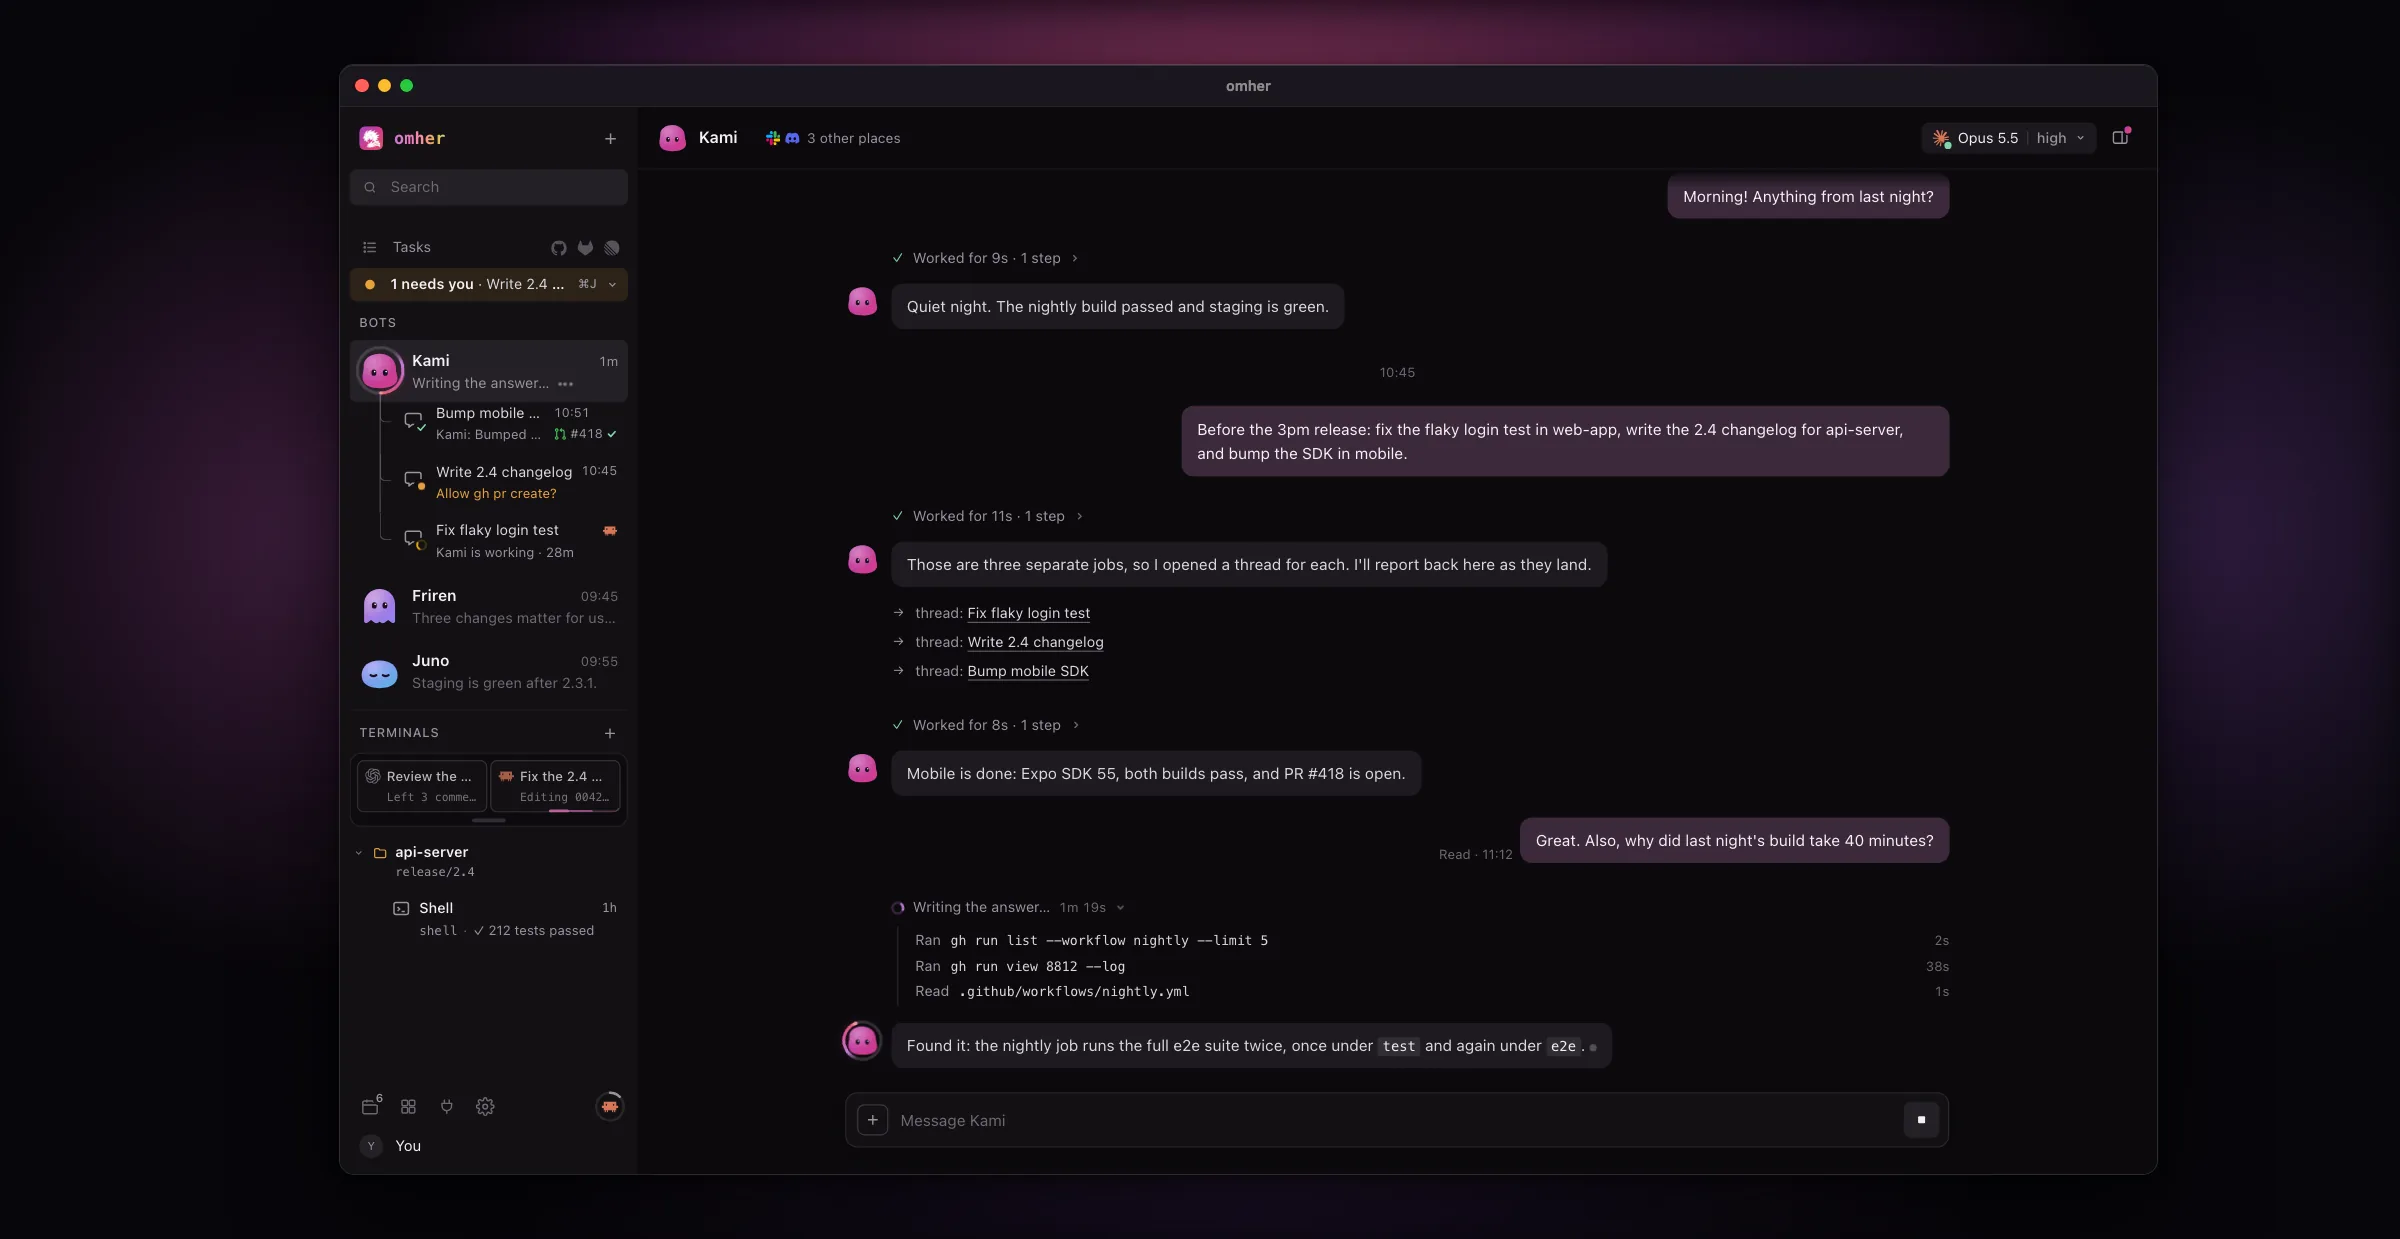 omher
omher
Search
Tasks
1 needs you · Write 2.4 ... ⌘J
BOTS
Kami 1m
Writing the answer...
Bump mobile ... 10:51
Kami: Bumped ... #418
Write 2.4 changelog 10:45
Allow gh pr create?
Fix flaky login test
Kami is working · 28m
Friren 09:45
Three changes matter for us...
Juno 09:55
Staging is green after 2.3.1.
TERMINALS
Review the ...
Left 3 comme…
Fix the 2.4 ...
Editing 0042…
api-server
release/2.4
Shell 1h
shell · ✓ 212 tests passed
6
Y You
Kami 3 other places
Opus 5.5 high
Morning! Anything from last night?
✓ Worked for 9s · 1 step
Quiet night. The nightly build passed and staging is green.
10:45
Before the 3pm release: fix the flaky login test in web-app, write the 2.4 changelog for api-server,
and bump the SDK in mobile.
✓ Worked for 11s · 1 step
Those are three separate jobs, so I opened a thread for each. I'll report back here as they land.
→ thread: Fix flaky login test
→ thread: Write 2.4 changelog
→ thread: Bump mobile SDK
✓ Worked for 8s · 1 step
Mobile is done: Expo SDK 55, both builds pass, and PR #418 is open.
Great. Also, why did last night's build take 40 minutes?
Read · 11:12
Writing the answer... 1m 19s
Ran gh run list --workflow nightly --limit 5 2s
Ran gh run view 8812 --log 38s
Read .github/workflows/nightly.yml 1s
Found it: the nightly job runs the full e2e suite twice, once under test and again under e2e.
Message Kami